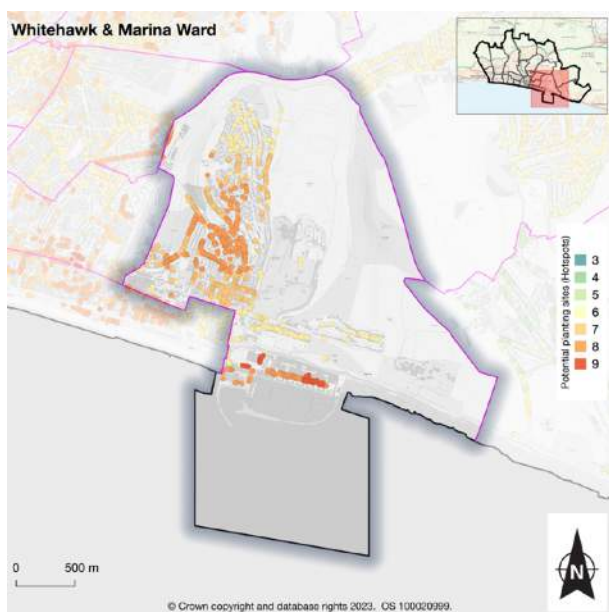 Whitehawk & Marina Ward
Potential planting sites (Hotspots)
3
4
5
6
7
8
9
0 500 m
N
© Crown copyright and database rights 2023. OS 100020999.